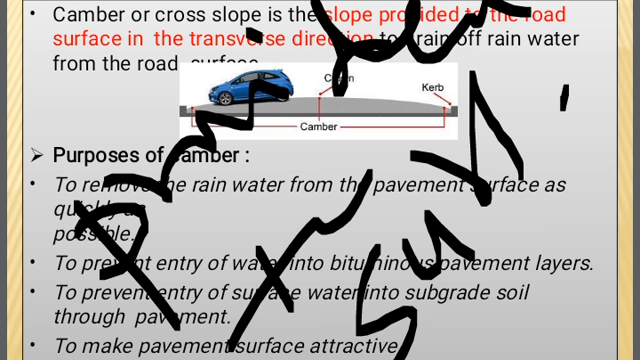 • Camber or cross slope is the slope provided to the road
surface in the transverse direction to drain off rain water
from the road surface.
Crown
Kerb
Camber
➢ Purposes of camber :
• To remove the rain water from the pavement surface as
quickly as
possible.
• To prevent entry of water into bituminous pavement layers.
• To prevent entry of surface water into subgrade soil
through pavement.
• To make pavement surface attractive